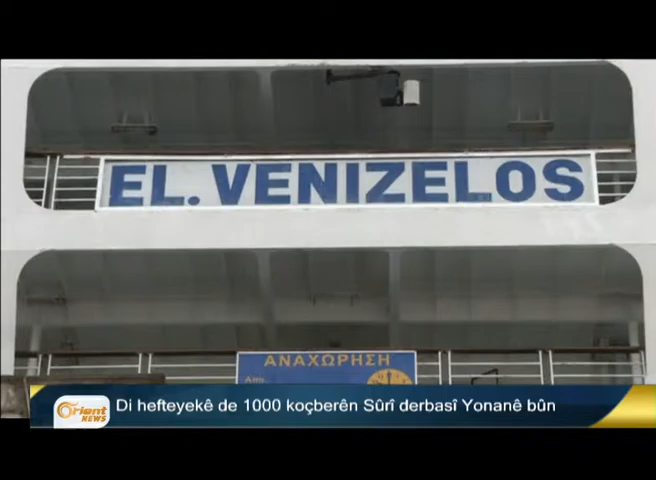 EL. VENIZELOS
ΑΝΑΧΩΡΗΣΗ
Orient
NEWS
Di hefteyekê de 1000 koçberên Sûrî derbasî Yonanê bûn